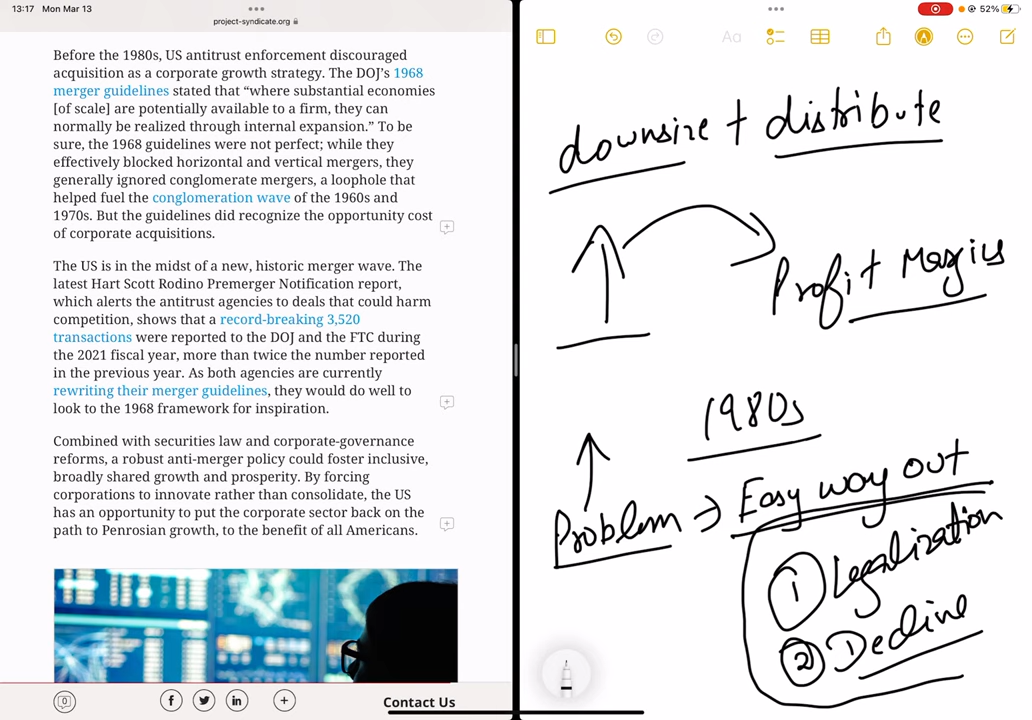 13:17 Mon Mar 13
project-syndicate.org
52%
Before the 1980s, US antitrust enforcement discouraged
acquisition as a corporate growth strategy. The DOJ’s 1968
merger guidelines stated that “where substantial economies
[of scale] are potentially available to a firm, they can
normally be realized through internal expansion.” To be
sure, the 1968 guidelines were not perfect; while they
effectively blocked horizontal and vertical mergers, they
generally ignored conglomerate mergers, a loophole that
helped fuel the conglomeration wave of the 1960s and
1970s. But the guidelines did recognize the opportunity cost
of corporate acquisitions.
The US is in the midst of a new, historic merger wave. The
latest Hart Scott Rodino Premerger Notification report,
which alerts the antitrust agencies to deals that could harm
competition, shows that a record-breaking 3,520
transactions were reported to the DOJ and the FTC during
the 2021 fiscal year, more than twice the number reported
in the previous year. As both agencies are currently
rewriting their merger guidelines, they would do well to
look to the 1968 framework for inspiration.
Combined with securities law and corporate-governance
reforms, a robust anti-merger policy could foster inclusive,
broadly shared growth and prosperity. By forcing
corporations to innovate rather than consolidate, the US
has an opportunity to put the corporate sector back on the
path to Penrosian growth, to the benefit of all Americans.
0
Contact Us
Aa
downsize + distribute
Profit Margins
1980s
Problem → Easy way out
1 Legalization
2 Decline